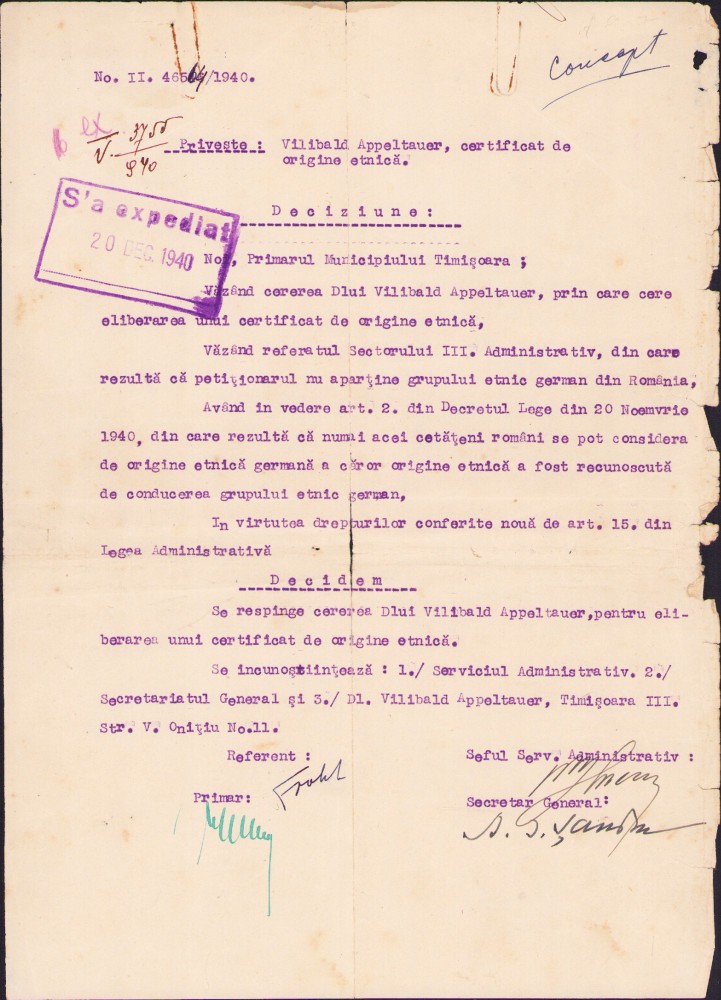 Concept
No. II. 46564/1940.
ex
V. 3755
940
Priveste : Vilibald Appeltauer, certificat de
origine etnică.
S'a expediat
20 DEC. 1940
Deciziune:
Noi, Primarul Municipiului Timişoara ;
Văzând cererea Dlui Vilibald Appeltauer, prin care cere
eliberarea unui certificat de origine etnică,
Văzând referatul Sectorului III. Administrativ, din care
rezultă că petiţionarul nu aparţine grupului etnic german din România,
Având in vedere art. 2. din Decretul Lege din 20 Noemvrie
1940, din care rezultă că numai acei cetăţeni români se pot considera
de origine etnică germană a căror origine etnică a fost recunoscută
de conducerea grupului etnic german,
In virtutea drepturilor conferite nouă de art. 15. din
Legea Administrativă
Decidem
Se respinge cererea Dlui Vilibald Appeltauer,pentru eli-
berarea unui certificat de origine etnică.
Se incunoştiinţează : 1./ Serviciul Administrativ. 2./
Secretariatul General şi 3./ Dl. Vilibald Appeltauer, Timişoara III.
Str. V. Oniţiu No.11.
Referent :
Seful Serv. Administrativ :
Primar:
Secretar General: